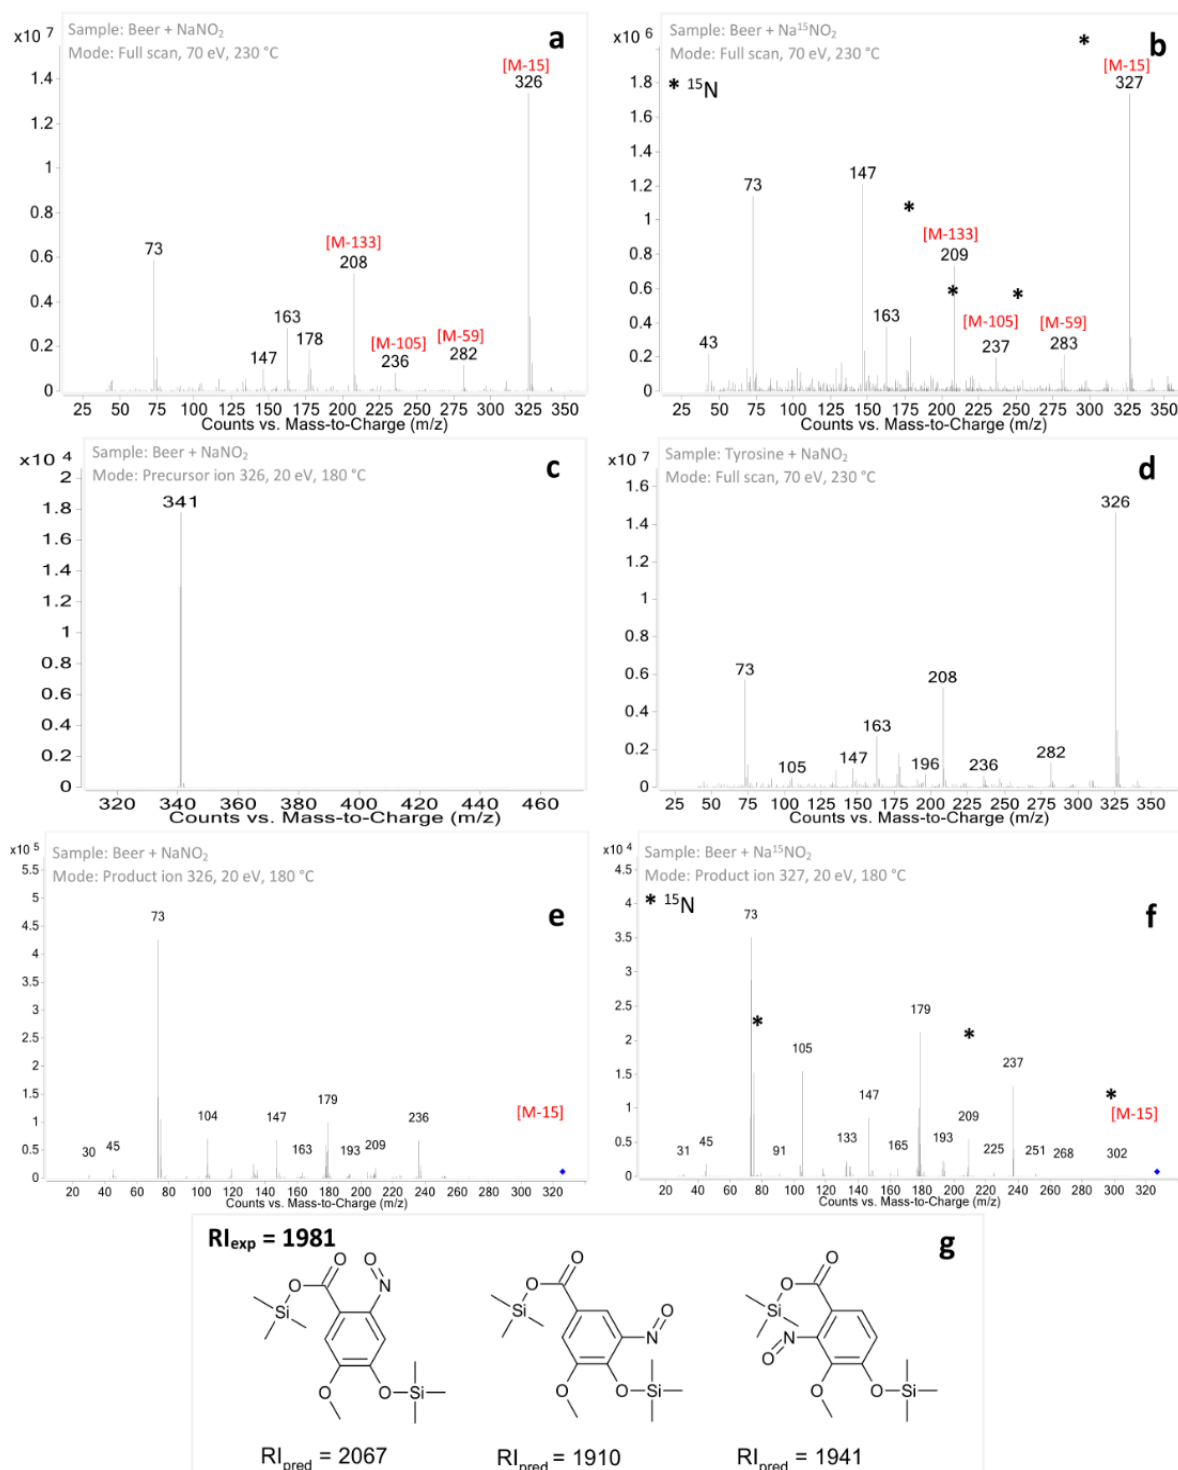 Sample: Beer + NaNO₂
a
x10 ⁷
Mode: Full scan, 70 eV, 230 °C
[M-15]
326
1.4
1.2
1
0.8
0.6
0.4
0.2
0
73
[M-133]
208
163
178
147
[M-105]
236
[M-59]
282
25 50 75 100 125 150 175 200 225 250 275 300 325 350
Counts vs. Mass-to-Charge (m/z)
Sample: Beer + Na¹⁵NO₂
b
x10 ⁶
Mode: Full scan, 70 eV, 230 °C
*
[M-15]
327
* ¹⁵N
1.8
1.6
1.4
1.2
1
0.8
0.6
0.4
0.2
0
73
147
*
[M-133]
209
*
*
163
[M-105]
237
[M-59]
283
43
25 50 75 100 125 150 175 200 225 250 275 300 325 350
Counts vs. Mass-to-Charge (m/z)
Sample: Beer + NaNO₂
c
x10 ⁴
Mode: Precursor ion 326, 20 eV, 180 °C
2
1.8
1.6
1.4
1.2
1
0.8
0.6
0.4
0.2
0
341
320 340 360 380 400 420 440 460
Counts vs. Mass-to-Charge (m/z)
Sample: Tyrosine + NaNO₂
d
x10 ⁷
Mode: Full scan, 70 eV, 230 °C
1.6
1.4
1.2
1
0.8
0.6
0.4
0.2
0
326
73
208
163
147
105
196
236
282
25 50 75 100 125 150 175 200 225 250 275 300 325 350
Counts vs. Mass-to-Charge (m/z)
Sample: Beer + NaNO₂
e
x10 ⁵
Mode: Product ion 326, 20 eV, 180 °C
5.5
5
4.5
4
3.5
3
2.5
2
1.5
1
0.5
0
73
[M-15]
30
45
104
147
163
179
193
209
236
20 40 60 80 100 120 140 160 180 200 220 240 260 280 300 320
Counts vs. Mass-to-Charge (m/z)
Sample: Beer + Na¹⁵NO₂
f
x10 ⁴
Mode: Product ion 327, 20 eV, 180 °C
* ¹⁵N
4.5
4
3.5
3
2.5
2
1.5
1
0.5
0
73
*
179
*
105
237
*
[M-15]
147
31
45
91
133
165
193
209
225
251
268
302
20 40 60 80 100 120 140 160 180 200 220 240 260 280 300 320
Counts vs. Mass-to-Charge (m/z)
RIexp = 1981
g
O
O
O
N
Si
O
O
Si
RIpred = 2067
O
O
O
N
Si
O
O
Si
RIpred = 1910
O
O
Si
N
O
O
O
Si
RIpred = 1941